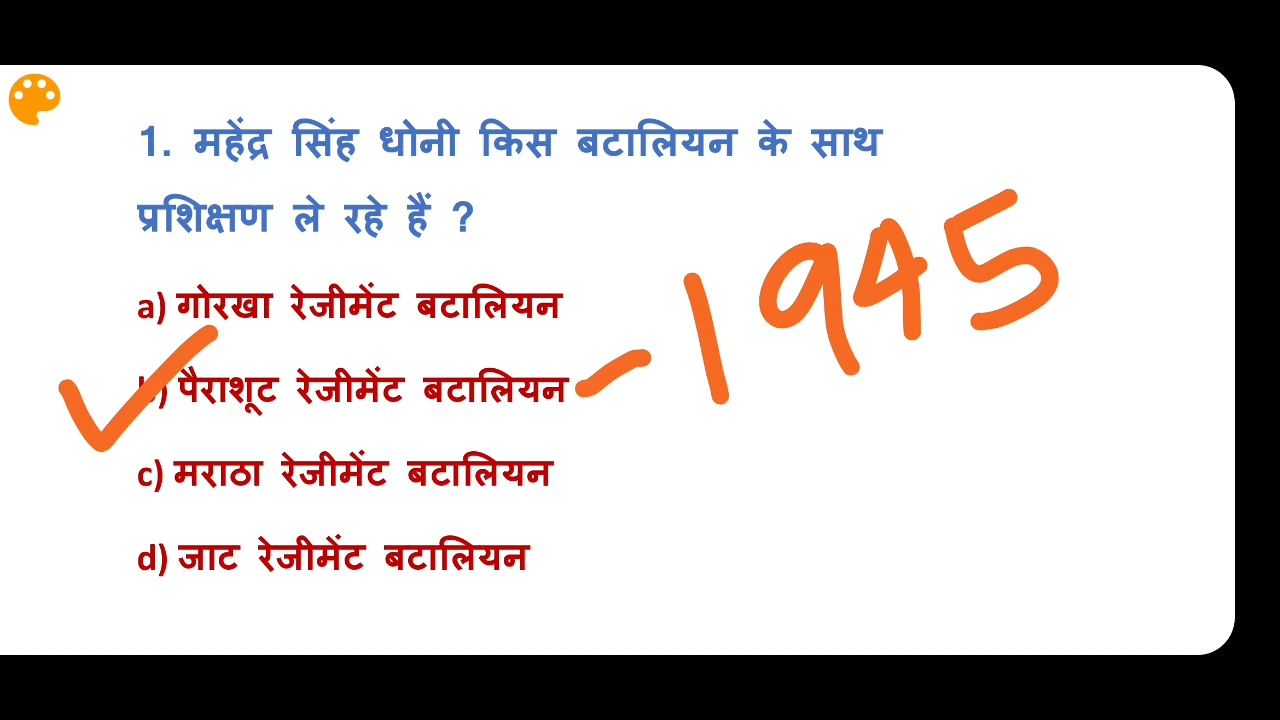 1. महेंद्र सिंह धोनी किस बटालियन के साथ
प्रशिक्षण ले रहे हैं ?
a) गोरखा रेजीमेंट बटालियन
b) पैराशूट रेजीमेंट बटालियन - 1945
c) मराठा रेजीमेंट बटालियन
d) जाट रेजीमेंट बटालियन